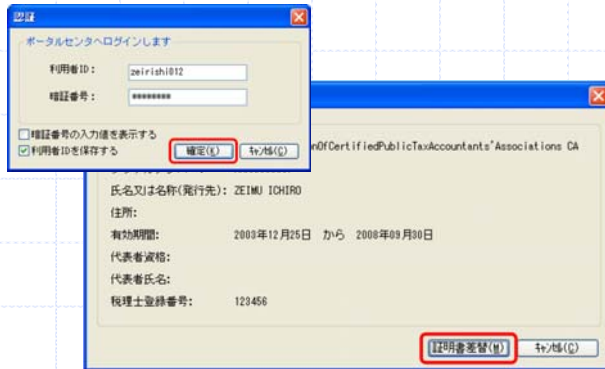 認証
ポータルセンタへログインします
利用者ID：
zeirishi012
暗証番号：
********
暗証番号の入力値を表示する
利用者IDを保存する
確定(K)
ｷｬﾝｾﾙ(C)
OfCertifiedPublicTaxAccountants'Associations CA
氏名又は名称(発行先)： ZEIMU ICHIRO
住所：
有効期間： 2003年12月25日 から 2008年09月30日
代表者資格：
代表者氏名：
税理士登録番号： 123456
証明書差替(M)
ｷｬﾝｾﾙ(C)